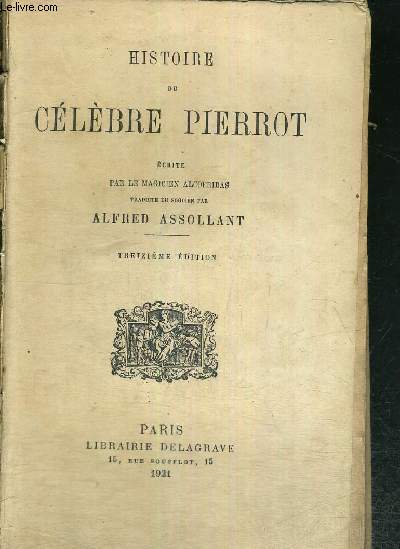 le-livre.com
HISTOIRE
DU
CÉLÈBRE PIERROT
ÉCRITE
PAR LE MAGICIEN ALCOFRIBAS
TRADUITE DU SOGDIEN PAR
ALFRED ASSOLLANT
TREIZIÈME ÉDITION
PARIS
LIBRAIRIE DELAGRAVE
15, RUE SOUFFLOT, 15
1921